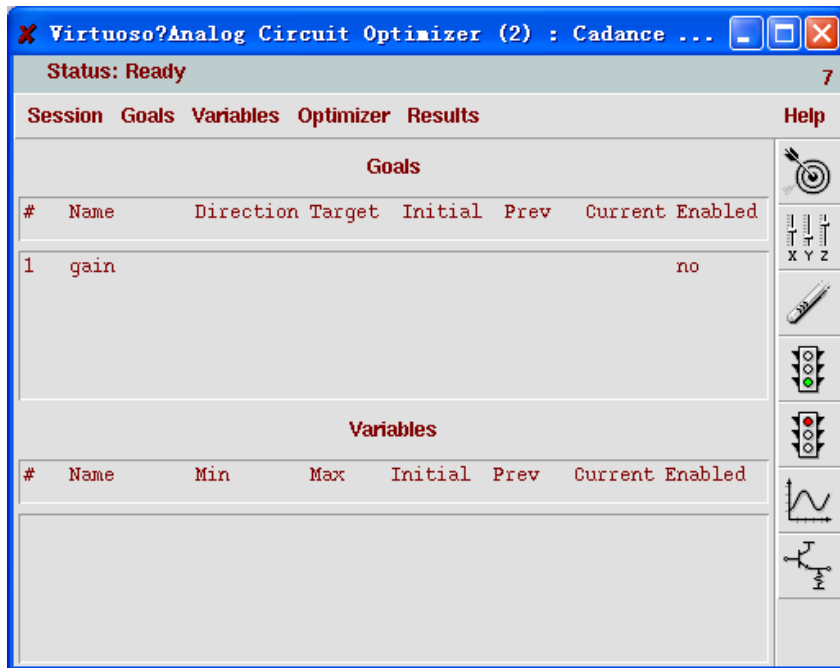 Virtuoso?Analog Circuit Optimizer (2) : Cadance ...
Status: Ready 7
Session Goals Variables Optimizer Results Help
Goals
# Name Direction Target Initial Prev Current Enabled
1 gain no
X Y Z
Variables
# Name Min Max Initial Prev Current Enabled